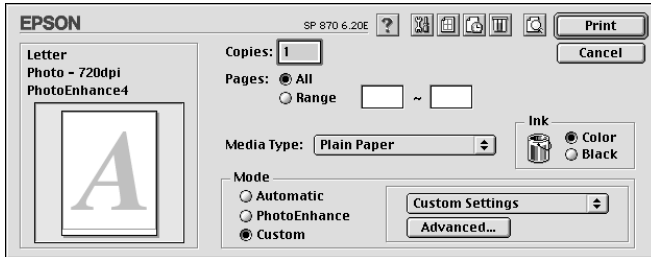 EPSON
SP 870 6.20E
?
Print
Cancel
Letter
Photo - 720dpi
PhotoEnhance4
A
Copies: 1
Pages: All
Range ~
Media Type: Plain Paper
Ink
Color
Black
Mode
Automatic
PhotoEnhance
Custom
Custom Settings
Advanced...